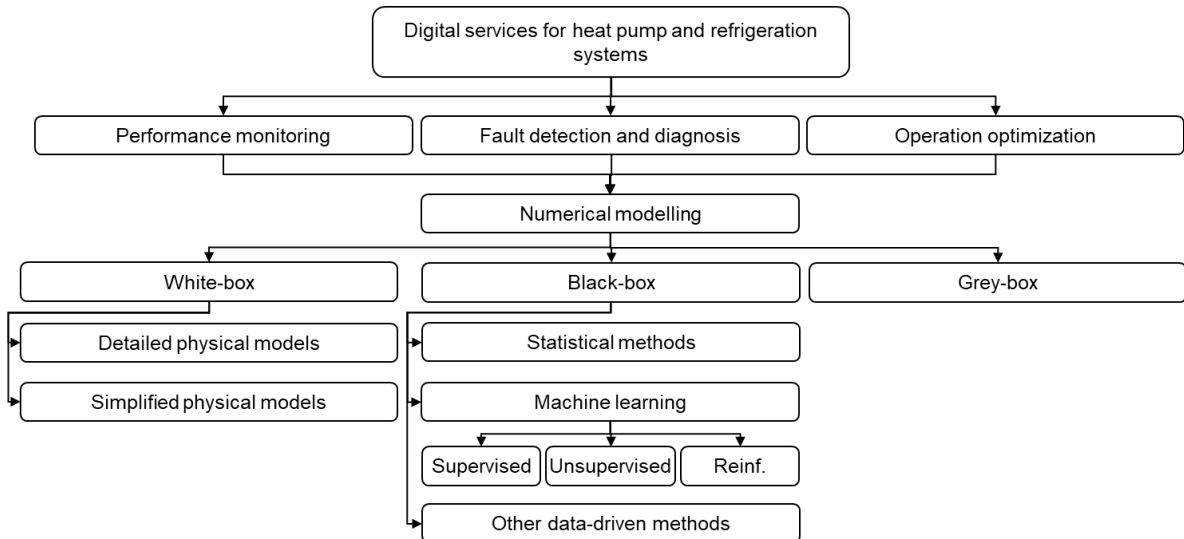 Digital services for heat pump and refrigeration
systems
Performance monitoring
Fault detection and diagnosis
Operation optimization
Numerical modelling
White-box
Black-box
Grey-box
Detailed physical models
Statistical methods
Simplified physical models
Machine learning
Supervised
Unsupervised
Reinf.
Other data-driven methods